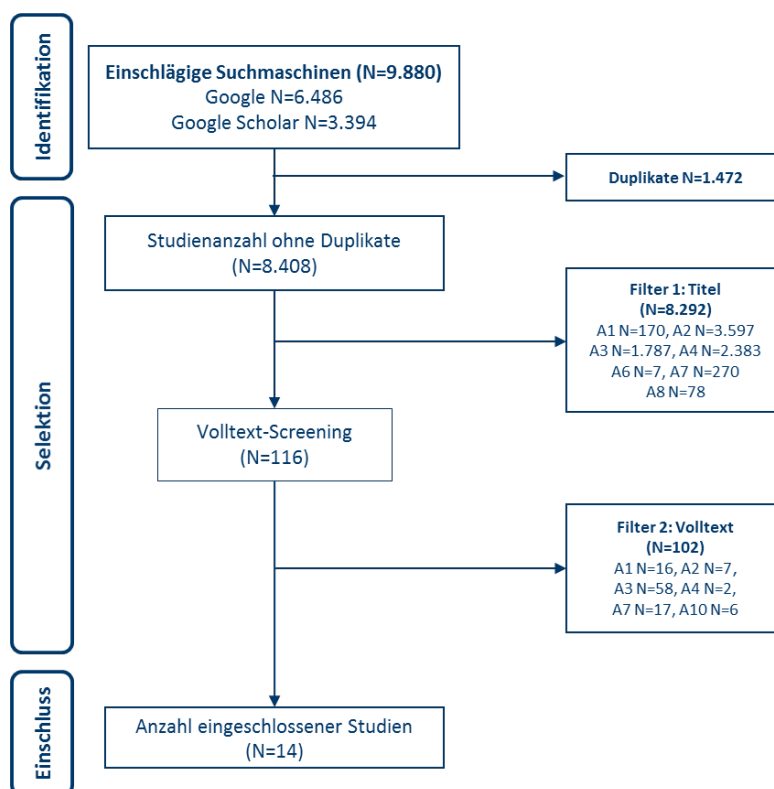 Identifikation
Einschlägige Suchmaschinen (N=9.880)
Google N=6.486
Google Scholar N=3.394
Duplikate N=1.472
Selektion
Studienanzahl ohne Duplikate
(N=8.408)
Filter 1: Titel
(N=8.292)
A1 N=170, A2 N=3.597
A3 N=1.787, A4 N=2.383
A6 N=7, A7 N=270
A8 N=78
Volltext-Screening
(N=116)
Filter 2: Volltext
(N=102)
A1 N=16, A2 N=7,
A3 N=58, A4 N=2,
A7 N=17, A10 N=6
Einschluss
Anzahl eingeschlossener Studien
(N=14)